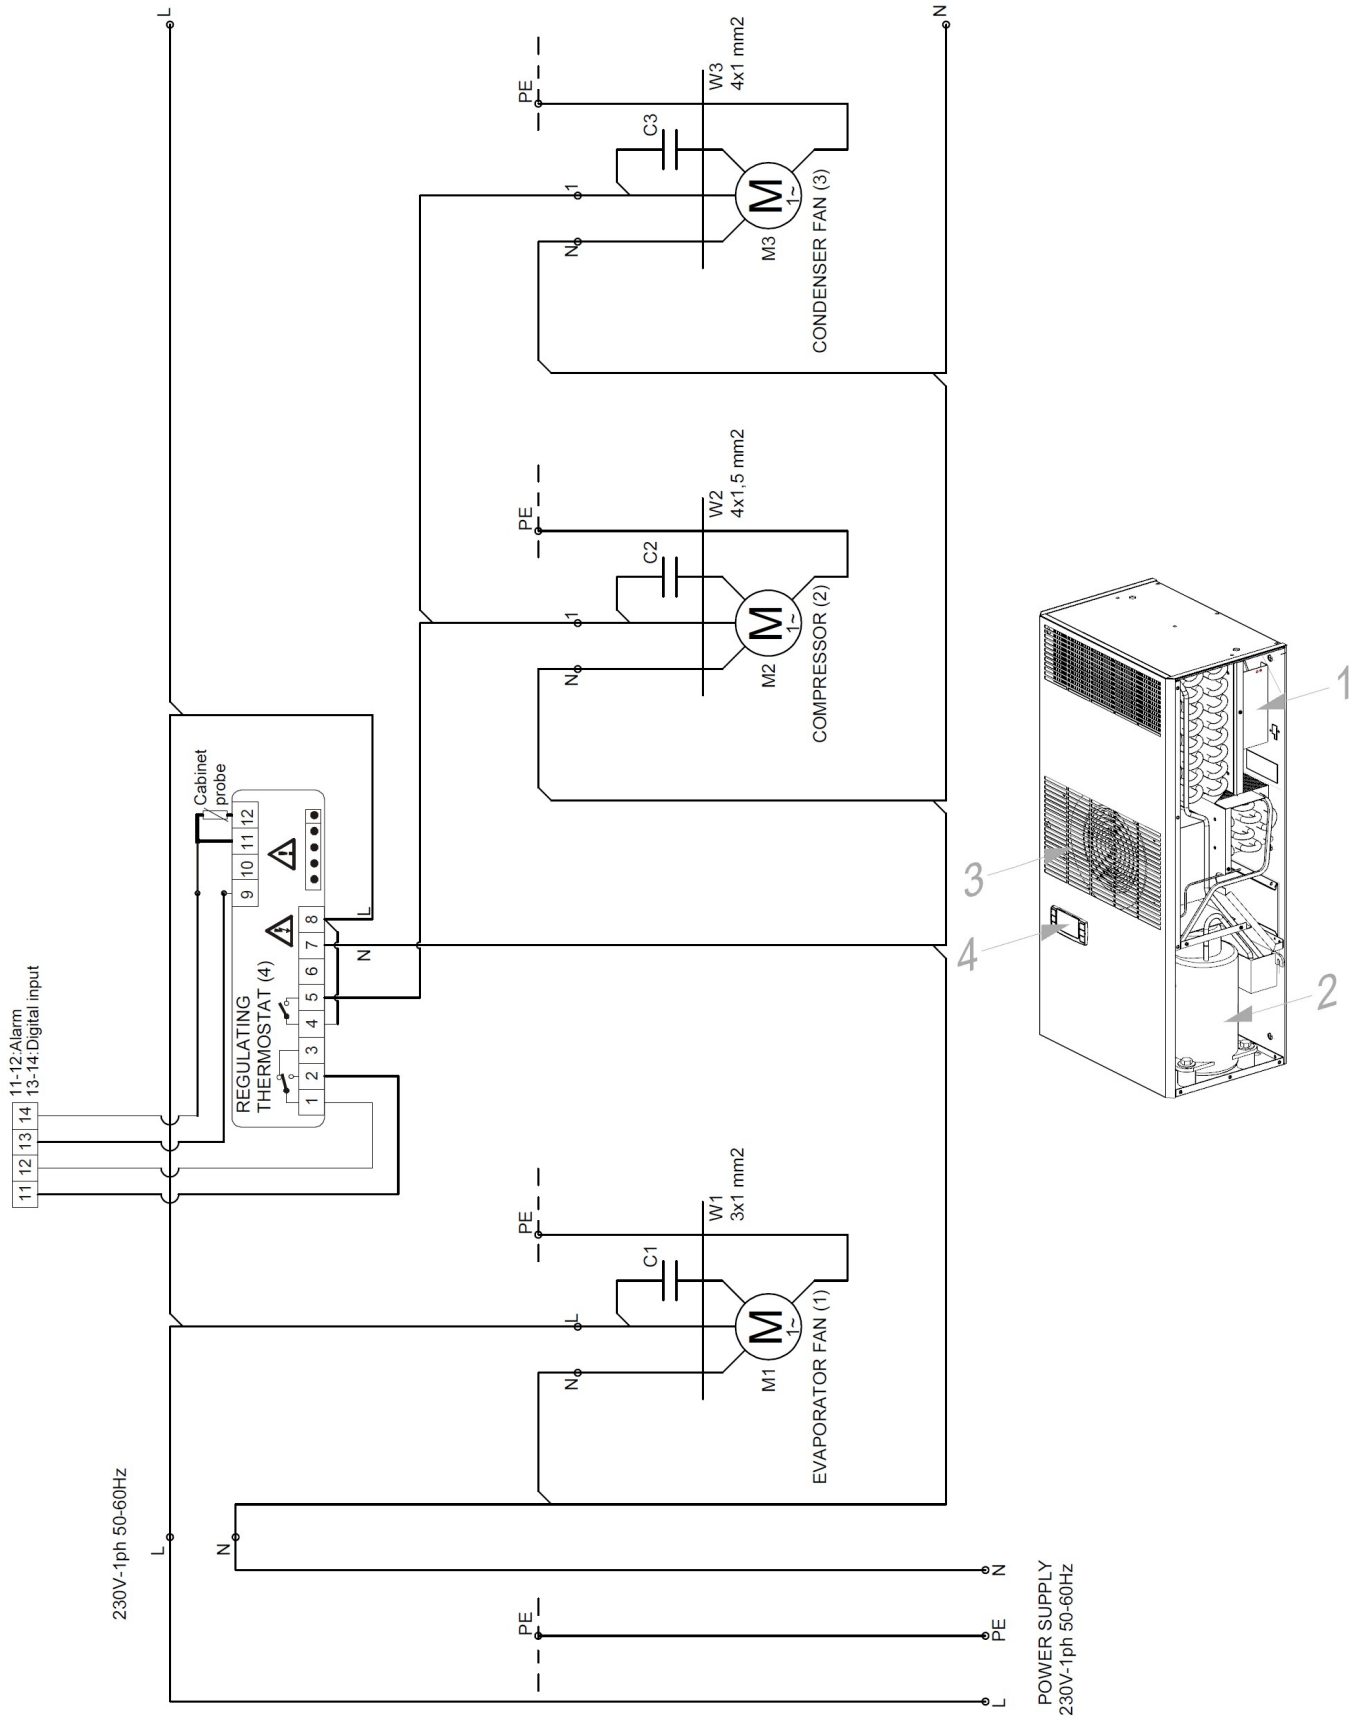 230V-1ph 50-60Hz
L
N
PE
L
PE
N
POWER SUPPLY
230V-1ph 50-60Hz
11 12 13 14
11-12:Alarm
13-14:Digital input
REGULATING
THERMOSTAT (4)
1 2 3 4 5 6 7 8
9 10 11 12
Cabinet
probe
N
L
L
N
N
L
C1
PE
W1
3x1 mm2
M
1~
M1
EVAPORATOR FAN (1)
N
1
C2
PE
W2
4x1,5 mm2
M
1~
M2
COMPRESSOR (2)
N
1
C3
PE
W3
4x1 mm2
M
1~
M3
CONDENSER FAN (3)
1
2
3
4